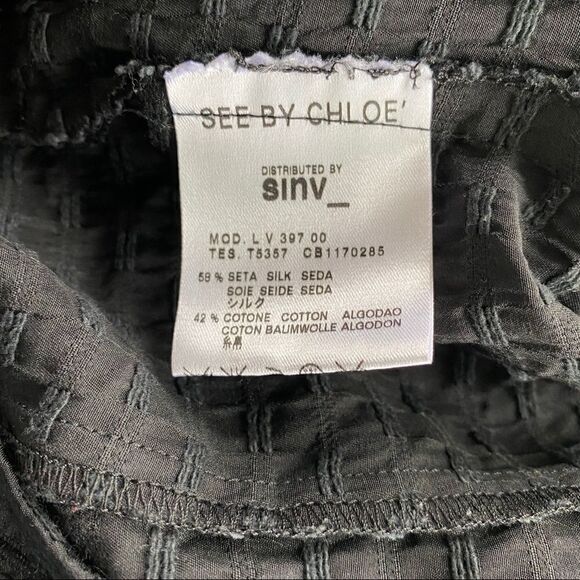 SEE BY CHLOE'
DISTRIBUTED BY
sinv_
MOD. L V 397 00
TES. T5357 CB1170285
58 % SETA SILK SEDA
SOIE SEIDE SEDA
シルク
42 % COTONE COTTON ALGODAO
COTON BAUMWOLLE ALGODON